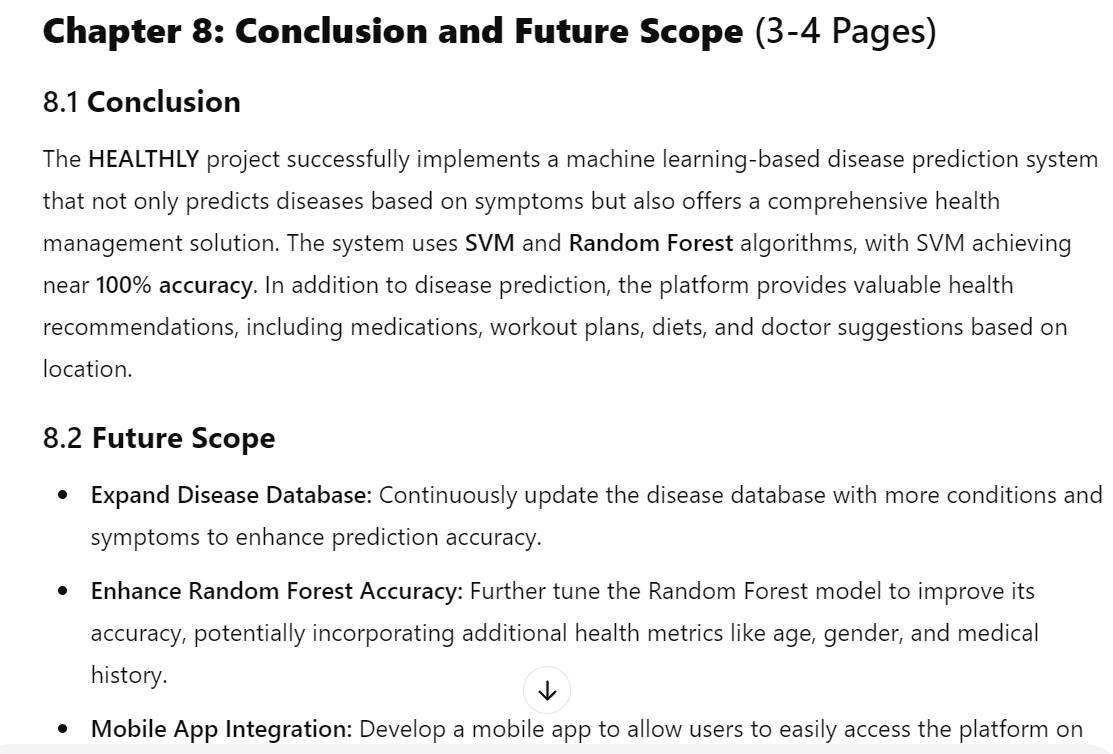 Chapter 8: Conclusion and Future Scope (3-4 Pages)
8.1 Conclusion
The HEALTHLY project successfully implements a machine learning-based disease prediction system
that not only predicts diseases based on symptoms but also offers a comprehensive health
management solution. The system uses SVM and Random Forest algorithms, with SVM achieving
near 100% accuracy. In addition to disease prediction, the platform provides valuable health
recommendations, including medications, workout plans, diets, and doctor suggestions based on
location.
8.2 Future Scope
• Expand Disease Database: Continuously update the disease database with more conditions and
symptoms to enhance prediction accuracy.
• Enhance Random Forest Accuracy: Further tune the Random Forest model to improve its
accuracy, potentially incorporating additional health metrics like age, gender, and medical
history.
• Mobile App Integration: Develop a mobile app to allow users to easily access the platform on